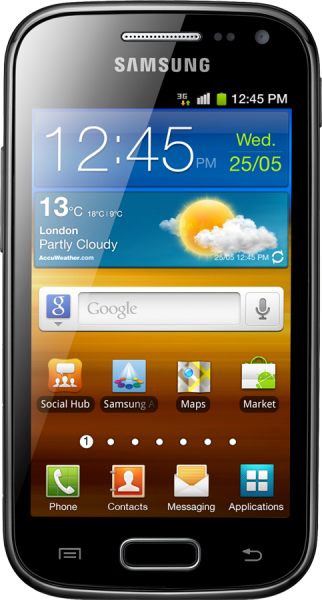 SAMSUNG
3G 12:45 PM
12:45 PM
Wed.
25/05
13°C 18°C | 9°C
London
Partly Cloudy
AccuWeather.com 25/05 12:45 PM
g Google
Social Hub Samsung A Maps Market
1
Phone Contacts Messaging Applications